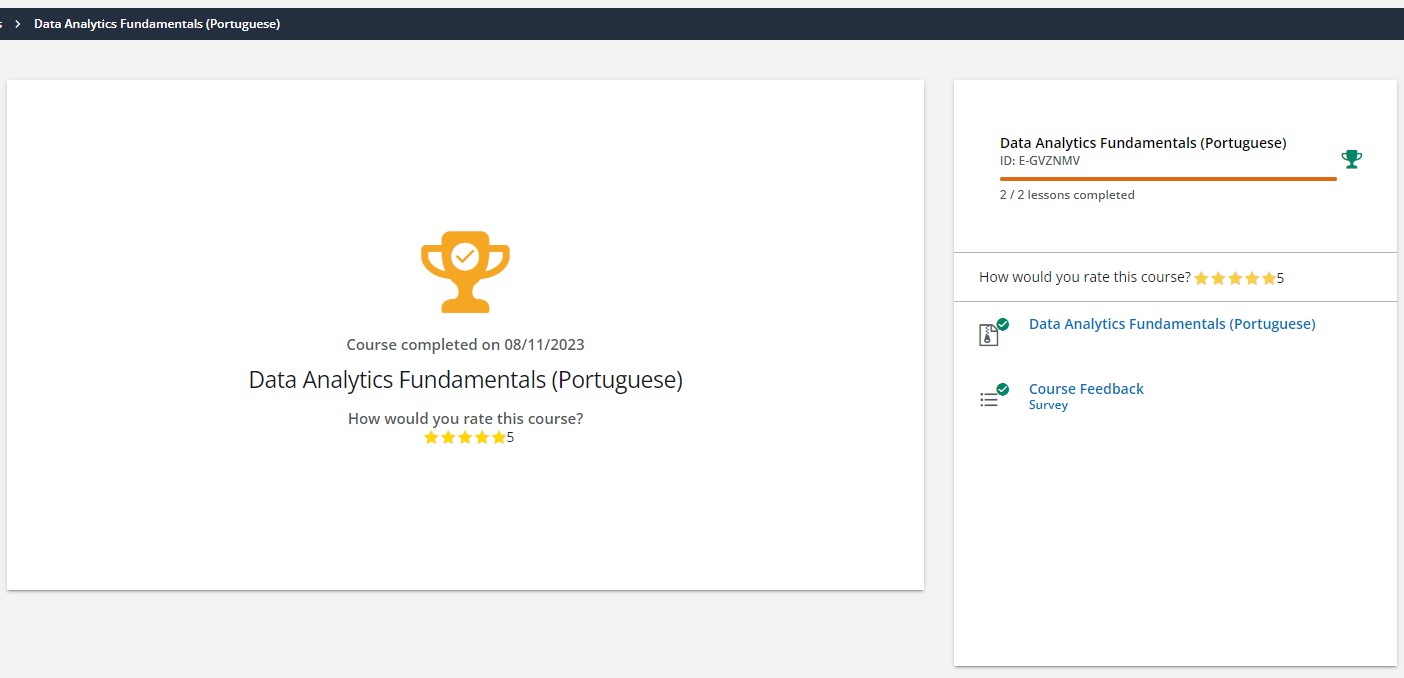 Data Analytics Fundamentals (Portuguese)
Course completed on 08/11/2023
Data Analytics Fundamentals (Portuguese)
How would you rate this course?
5
Data Analytics Fundamentals (Portuguese)
ID: E-GVZNMV
2 / 2 lessons completed
How would you rate this course? 5
Data Analytics Fundamentals (Portuguese)
Course Feedback
Survey